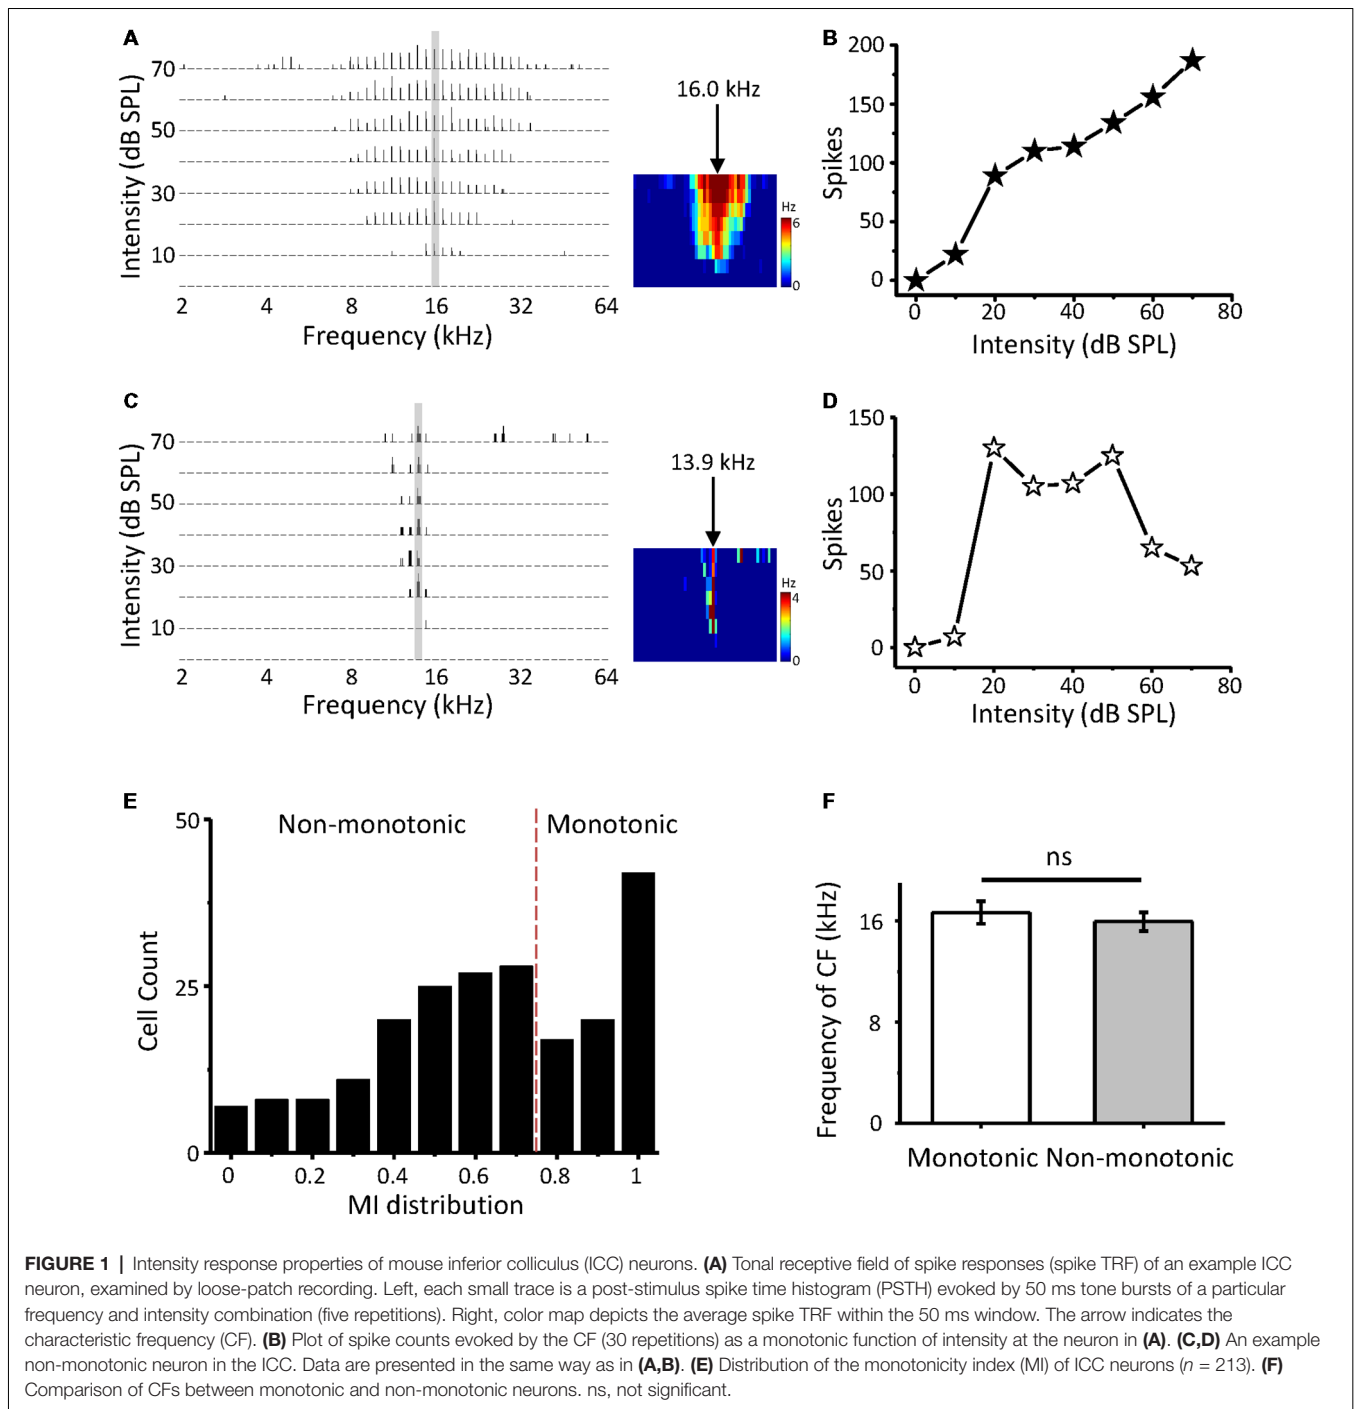 A
Intensity (dB SPL)
70
50
30
10
2 4 8 16 32 64
Frequency (kHz)
16.0 kHz
Hz
6
0
B
Spikes
200
150
100
50
0
0 20 40 60 80
Intensity (dB SPL)
C
Intensity (dB SPL)
70
50
30
10
2 4 8 16 32 64
Frequency (kHz)
13.9 kHz
Hz
4
0
D
Spikes
150
100
50
0
0 20 40 60 80
Intensity (dB SPL)
E
Non-monotonic Monotonic
Cell Count
50
25
0
0 0.2 0.4 0.6 0.8 1
MI distribution
F
ns
Frequency of CF (kHz)
16
8
0
Monotonic Non-monotonic
FIGURE 1 | Intensity response properties of mouse inferior colliculus (ICC) neurons. (A) Tonal receptive field of spike responses (spike TRF) of an example ICC
neuron, examined by loose-patch recording. Left, each small trace is a post-stimulus spike time histogram (PSTH) evoked by 50 ms tone bursts of a particular
frequency and intensity combination (five repetitions). Right, color map depicts the average spike TRF within the 50 ms window. The arrow indicates the
characteristic frequency (CF). (B) Plot of spike counts evoked by the CF (30 repetitions) as a monotonic function of intensity at the neuron in (A). (C,D) An example
non-monotonic neuron in the ICC. Data are presented in the same way as in (A,B). (E) Distribution of the monotonicity index (MI) of ICC neurons (n = 213). (F)
Comparison of CFs between monotonic and non-monotonic neurons. ns, not significant.